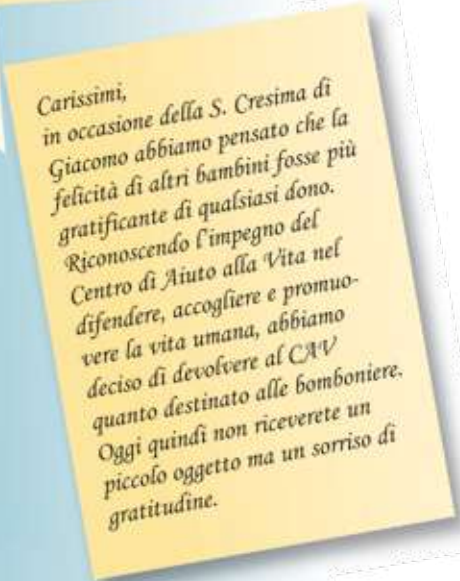 Carissimi,
in occasione della S. Cresima di
Giacomo abbiamo pensato che la
felicità di altri bambini fosse più
gratificante di qualsiasi dono.
Riconoscendo l'impegno del
Centro di Aiuto alla Vita nel
difendere, accogliere e promuo-
vere la vita umana, abbiamo
deciso di devolvere al CAV
quanto destinato alle bomboniere.
Oggi quindi non riceverete un
piccolo oggetto ma un sorriso di
gratitudine.